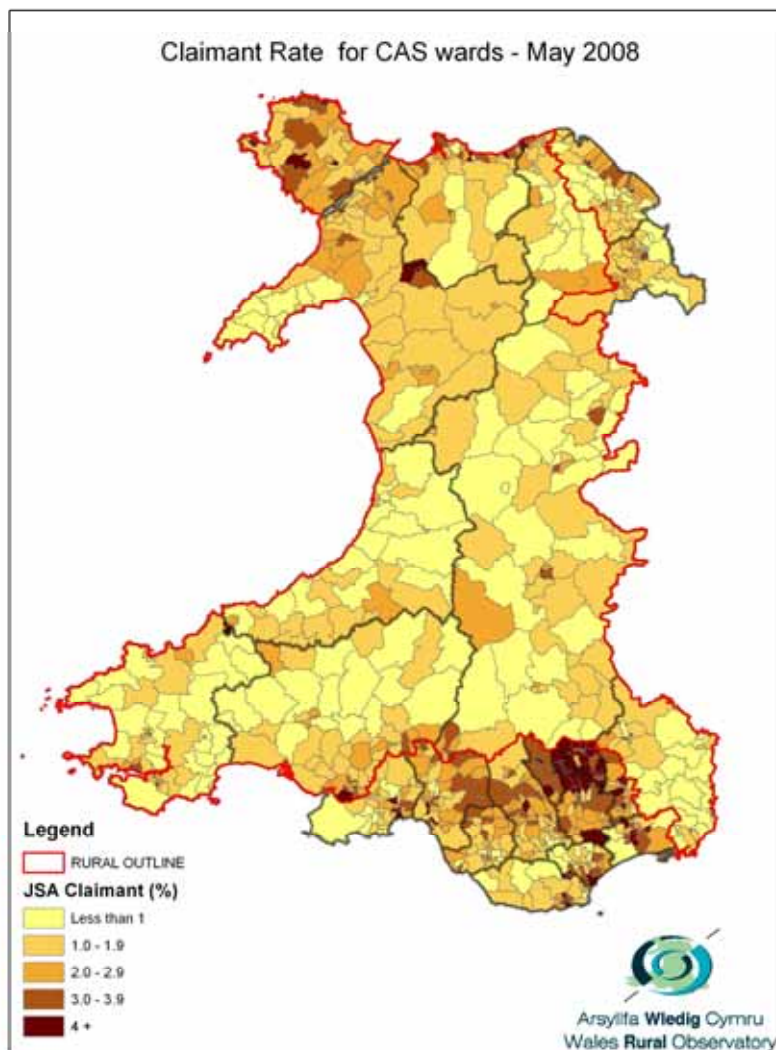 Claimant Rate for CAS wards - May 2008
Legend
RURAL OUTLINE
JSA Claimant (%)
Less than 1
1.0 - 1.9
2.0 - 2.9
3.0 - 3.9
4 +
Arsyllfa Wledig Cymru
Wales Rural Observatory